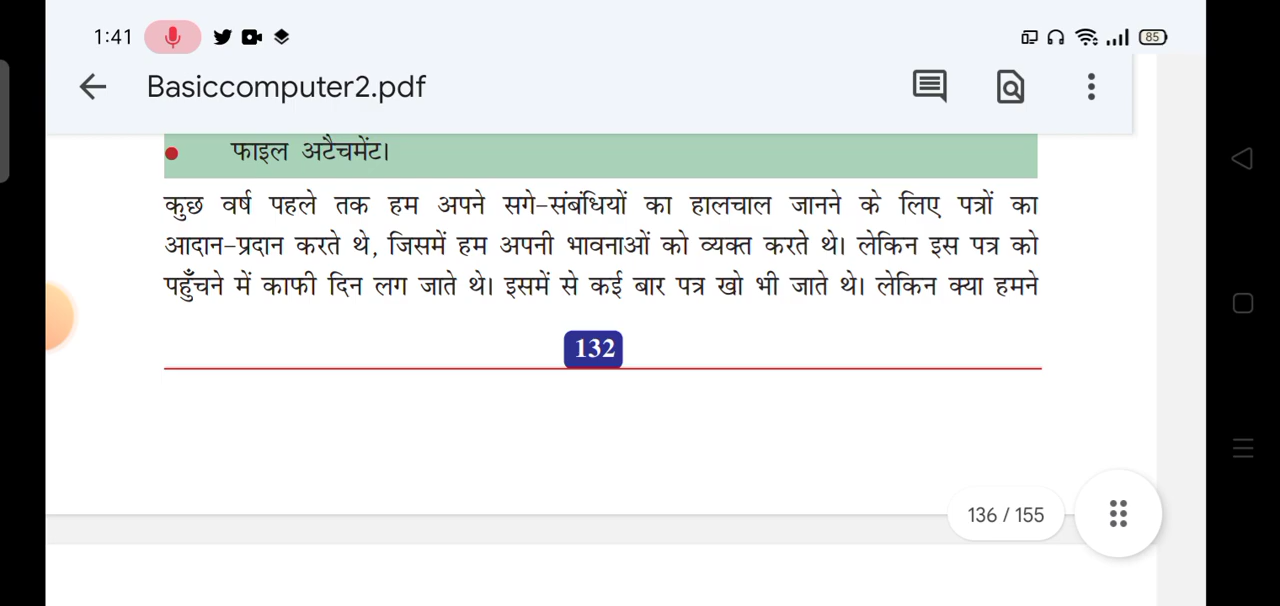 1:41
85
Basiccomputer2.pdf
• फाइल अटैचमेंट।
कुछ वर्ष पहले तक हम अपने सगे-संबंधियों का हालचाल जानने के लिए पत्रों का
आदान-प्रदान करते थे, जिसमें हम अपनी भावनाओं को व्यक्त करते थे। लेकिन इस पत्र को
पहुँचने में काफी दिन लग जाते थे। इसमें से कई बार पत्र खो भी जाते थे। लेकिन क्या हमने
132
136 / 155